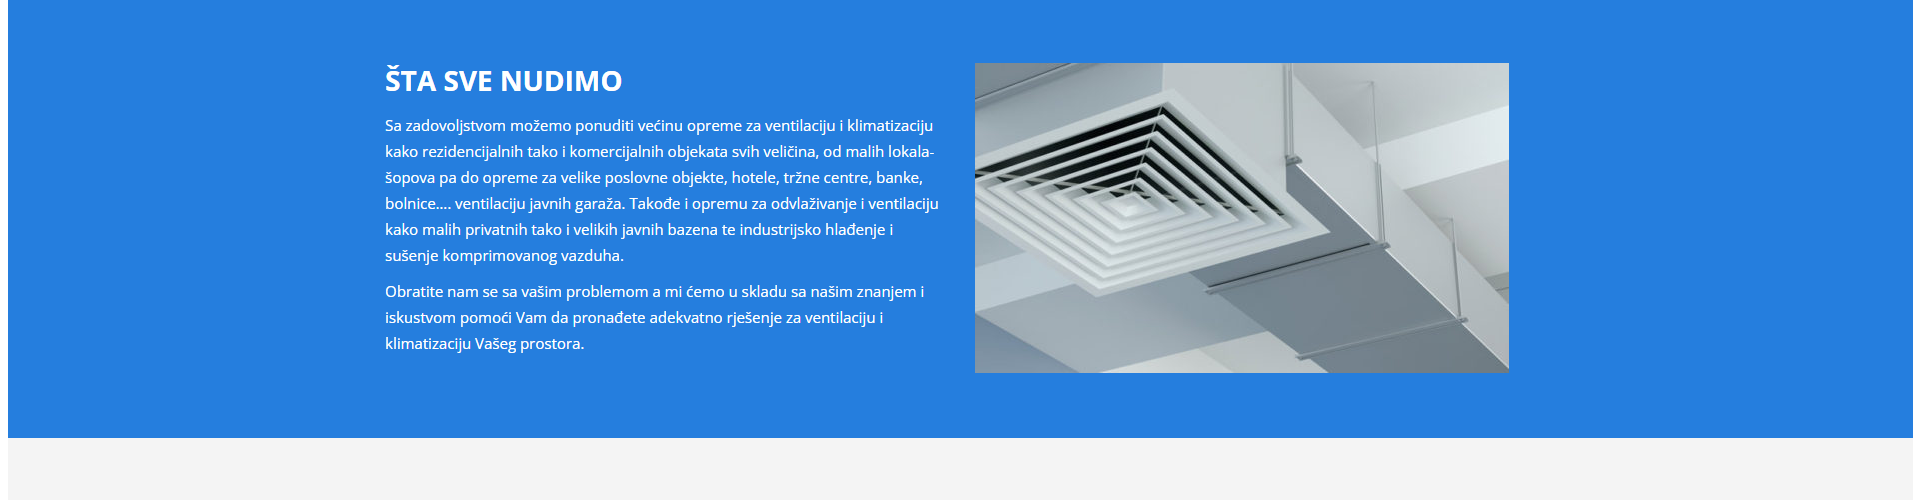 ŠTA SVE NUDIMO
Sa zadovoljstvom možemo ponuditi većinu opreme za ventilaciju i klimatizaciju
kako rezidencijalnih tako i komercijalnih objekata svih veličina, od malih lokala-
šopova pa do opreme za velike poslovne objekte, hotele, tržne centre, banke,
bolnice.... ventilaciju javnih garaža. Takođe i opremu za odvlaživanje i ventilaciju
kako malih privatnih tako i velikih javnih bazena te industrijsko hlađenje i
sušenje komprimovanog vazduha.
Obratite nam se sa vašim problemom a mi ćemo u skladu sa našim znanjem i
iskustvom pomoći Vam da pronađete adekvatno rješenje za ventilaciju i
klimatizaciju Vašeg prostora.